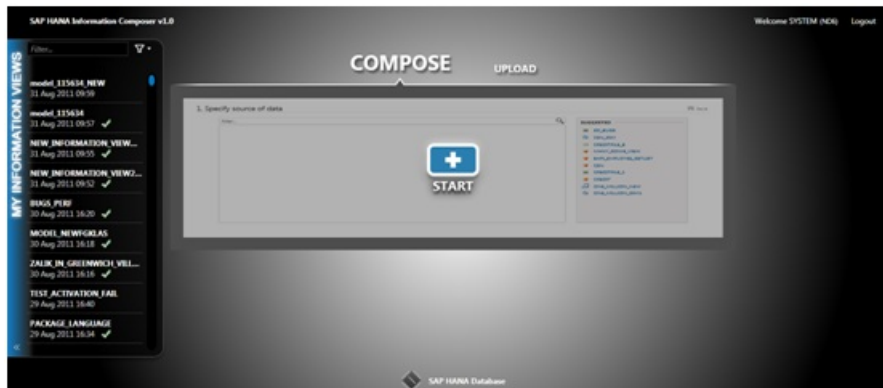 SAP HANA Information Composer v1.0
Welcome SYSTEM (ND6) Logout
MY INFORMATION VIEWS
Filter...
model_115634_NEW
31 Aug 2011 09:59
model_115634
31 Aug 2011 09:57
NEW_INFORMATION_VIEW...
31 Aug 2011 09:55
NEW_INFORMATION_VIEW2...
31 Aug 2011 09:52
BUGS_PERF
30 Aug 2011 16:20
MODEL_NEWFGKLAS
30 Aug 2011 16:18
ZALIK_IN_GREENWICH_VILL...
30 Aug 2011 16:16
TEST_ACTIVATION_FAIL
29 Aug 2011 16:40
PACKAGE_LANGUAGE
29 Aug 2011 16:34
COMPOSE
UPLOAD
1. Specify source of data
START
SAP HANA Database